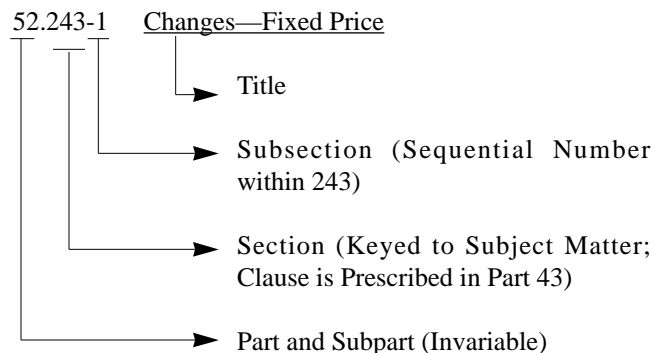 52.243-1 Changes—Fixed Price
Title
Subsection (Sequential Number
within 243)
Section (Keyed to Subject Matter;
Clause is Prescribed in Part 43)
Part and Subpart (Invariable)